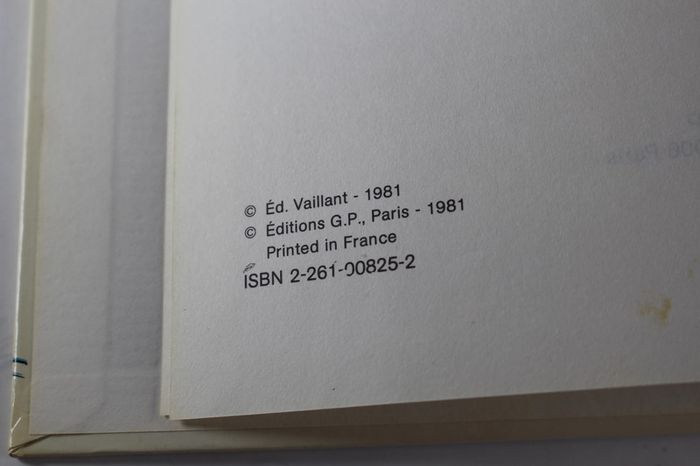 © Éd. Vaillant - 1981
© Éditions G.P., Paris - 1981
Printed in France
ISBN 2-261-00825-2